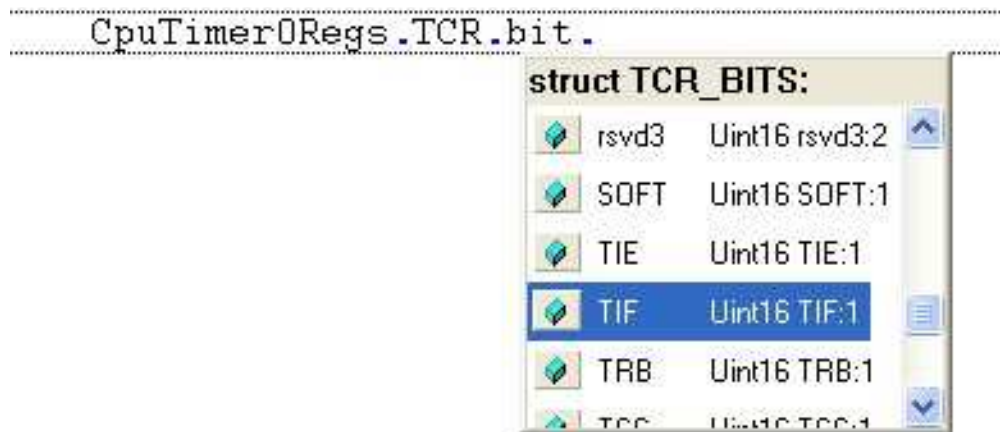 CpuTimer0Regs.TCR.bit.
struct TCR_BITS:
rsvd3 Uint16 rsvd3:2
SOFT Uint16 SOFT:1
TIE Uint16 TIE:1
TIF Uint16 TIF:1
TRB Uint16 TRB:1